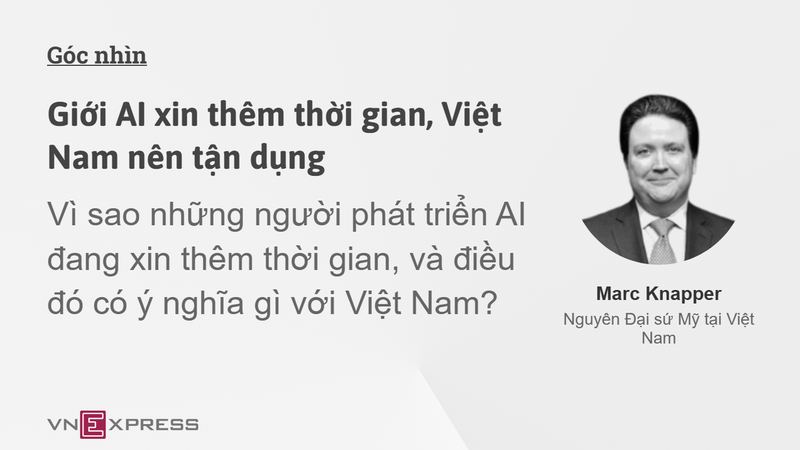 Góc nhìn
Giới AI xin thêm thời gian, Việt
Nam nên tận dụng
Vì sao những người phát triển AI
đang xin thêm thời gian, và điều
đó có ý nghĩa gì với Việt Nam?
Marc Knapper
Nguyên Đại sứ Mỹ tại Việt
Nam
VNEXPRESS